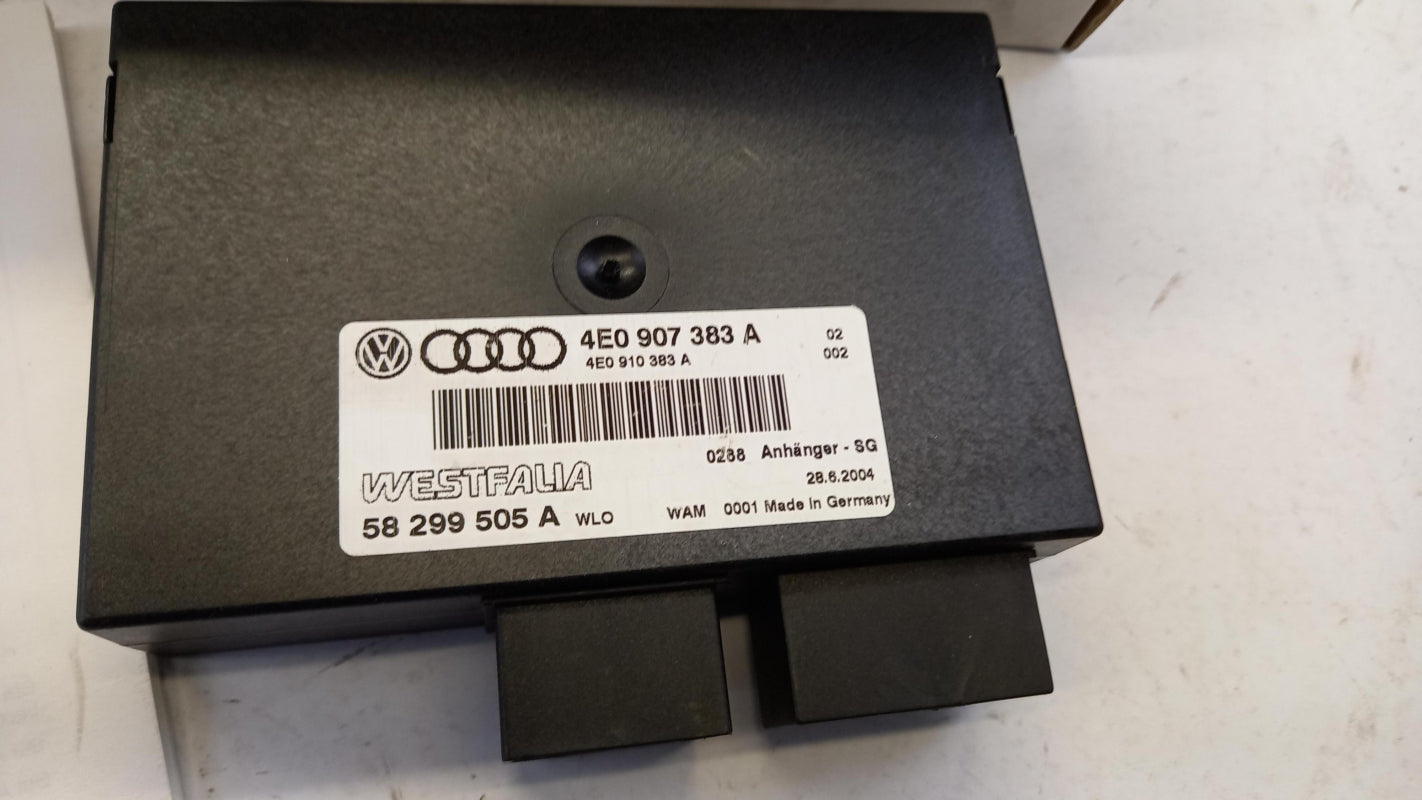 4E0 907 383 A 02
4E0 910 383 A 002
0288 Anhänger - SG
WESTFALIA 28.6.2004
58 299 505 A WLO WAM 0001 Made in Germany